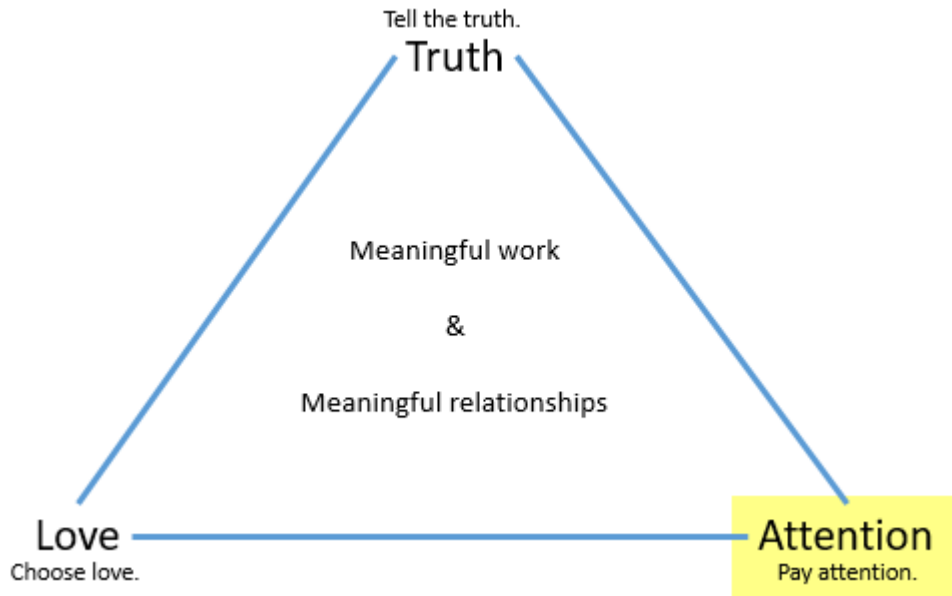 Tell the truth.
Truth
Meaningful work
&
Meaningful relationships
Love
Choose love.
Attention
Pay attention.